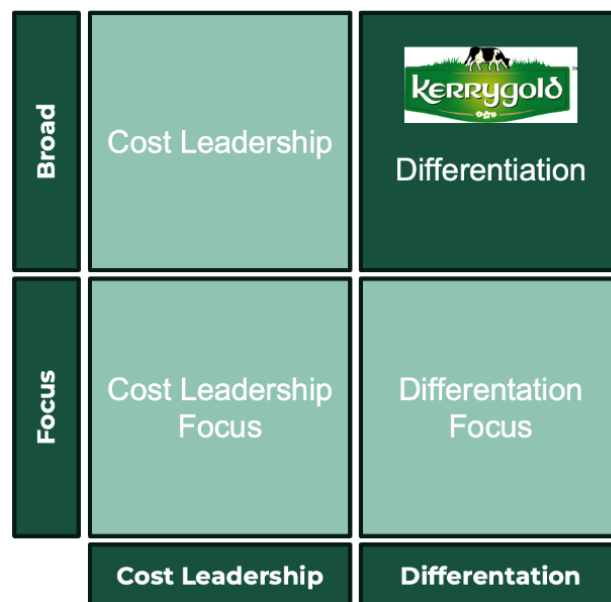 Broad
Cost Leadership
Kerrygold
Differentiation
Focus
Cost Leadership
Focus
Differentation
Focus
Cost Leadership
Differentation